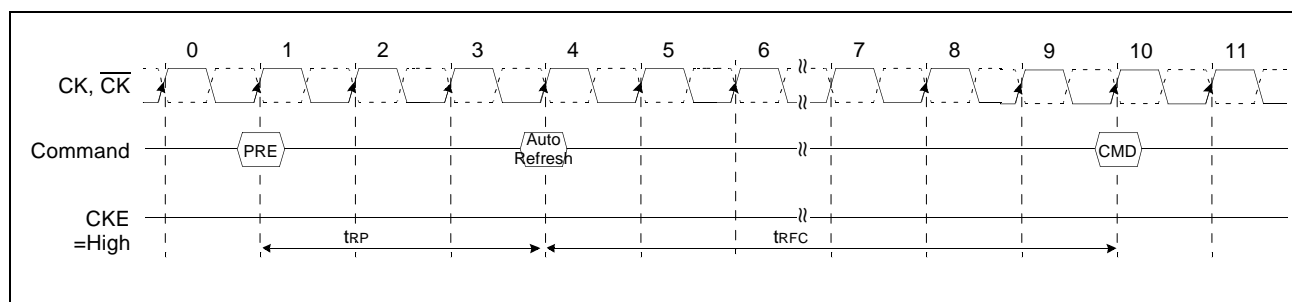 0 1 2 3 4 5 6 7 8 9 10 11
CK, C̅K̅
Command PRE Auto Refresh CMD
CKE
=High
tRP tRFC